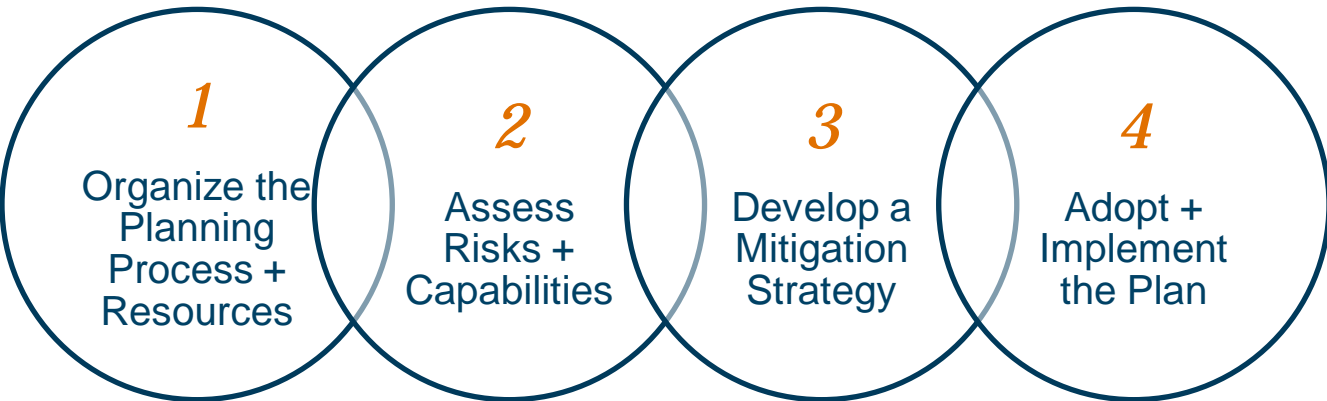 1
Organize the
Planning
Process +
Resources
2
Assess
Risks +
Capabilities
3
Develop a
Mitigation
Strategy
4
Adopt +
Implement
the Plan